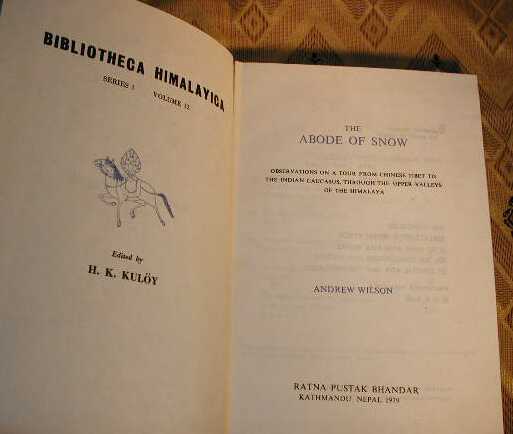 BIBLIOTHECA HIMALAYICA
SERIES I VOLUME 12
Edited by
H. K. KULÖY
THE
ABODE OF SNOW
OBSERVATIONS ON A TOUR FROM CHINESE TIBET TO
THE INDIAN CAUCASUS, THROUGH THE UPPER VALLEYS
OF THE HIMALAYA
ANDREW WILSON
RATNA PUSTAK BHANDAR
KATHMANDU, NEPAL 1979